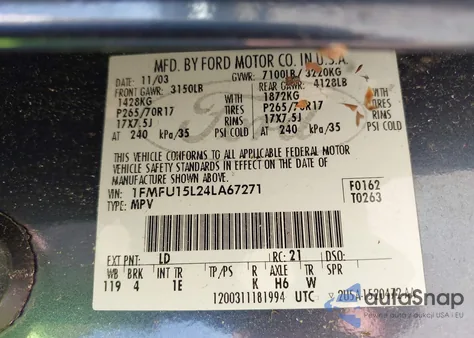 MFD. BY FORD MOTOR CO. IN U.S.A.
DATE: 11/03 GVWR: 7100LB/ 3220KG
FRONT GAWR: 3150LB REAR GAWR: 4128LB
1428KG WITH 1872KG WITH
P265/70R17 TIRES P265/70R17 TIRES
17X7.5J RIMS 17X7.5J RIMS
AT 240 kPa/35 PSI COLD AT 240 kPa/35 PSI COLD
THIS VEHICLE CONFORMS TO ALL APPLICABLE FEDERAL MOTOR
VEHICLE SAFETY STANDARDS IN EFFECT ON THE DATE OF
MANUFACTURE SHOWN ABOVE.
VIN: 1FMFU15L24LA67271
TYPE: MPV
F0162
T0263
EXT PNT: LD RC: 21 DSO:
WB BRK INT TR TP/PS R AXLE TR SPR
119 4 1E K H6 W
1200311181994 UTC
autoSnap